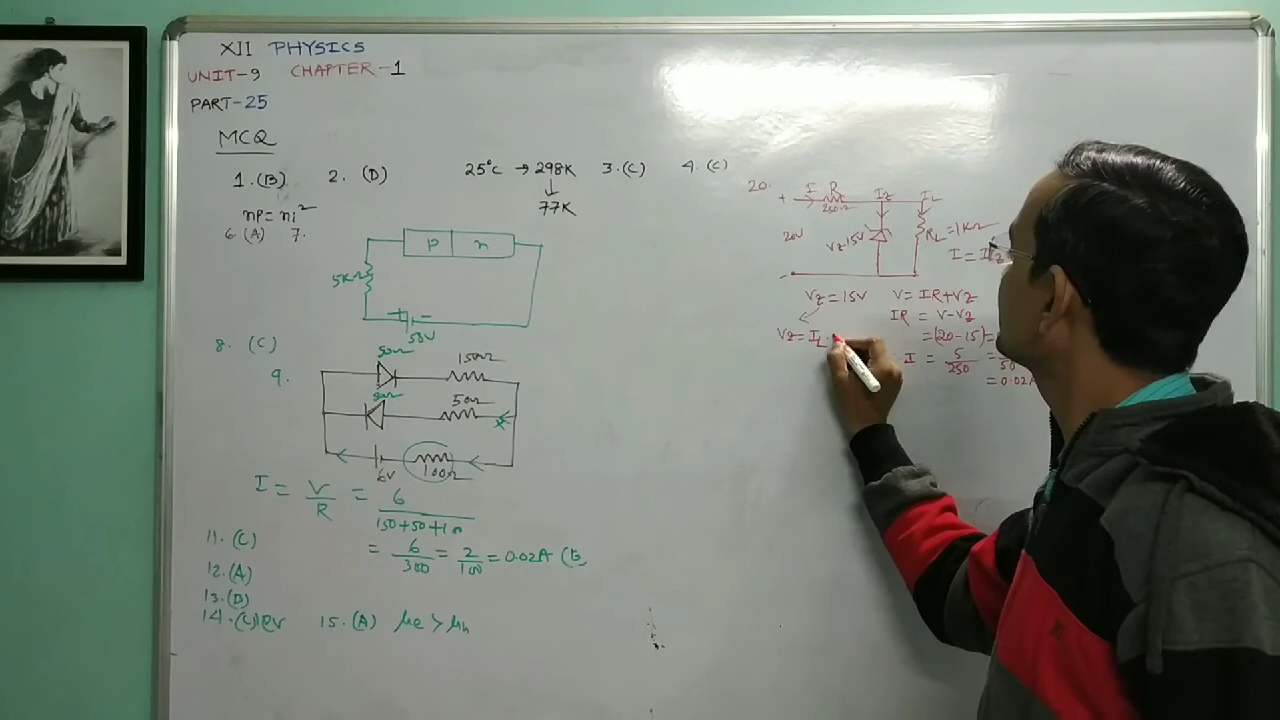 XII PHYSICS
UNIT-9 CHAPTER-1
PART-25
MCQ
1.(B) 2. (D) 25°C → 298K 3.(C) 4.(C)
↓
77K
np = ni²
6.(A) 7.
p n
5KΩ
+ -
50V
8. (C)
9.
50Ω 150Ω
50Ω
6V 100Ω
I = V/R = 6/150+50+100
= 6/300 = 2/100 = 0.02A (B)
11. (C)
12.(A)
13.(D)
14.(C) 15.(A) μe > μh
20.
+ I R IZ IL
250Ω
20V VZ 15V RL=1KΩ
-
VZ = 15V V = IR+VZ
IR = V-VZ
VZ = IL = (20-15) =
I = 5/250 =
= 0.02A